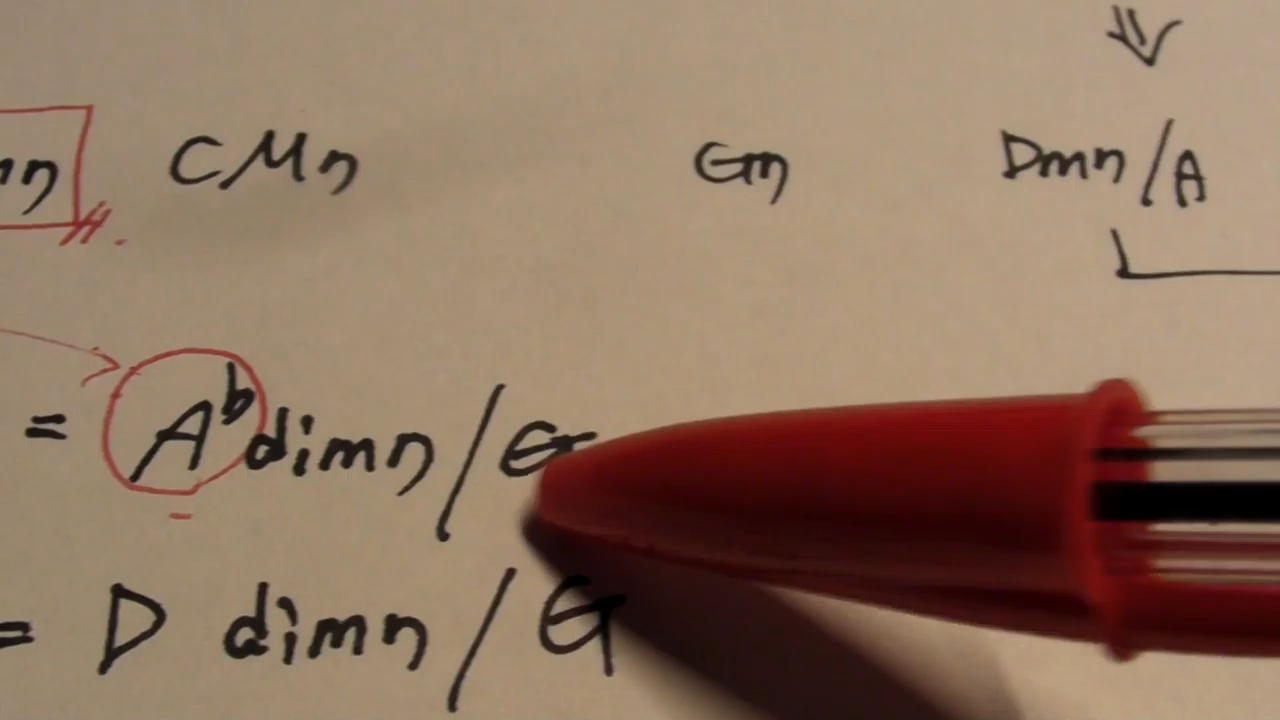 CMn Gm Dmn/A
= A♭dimn/G
= D dimn/G